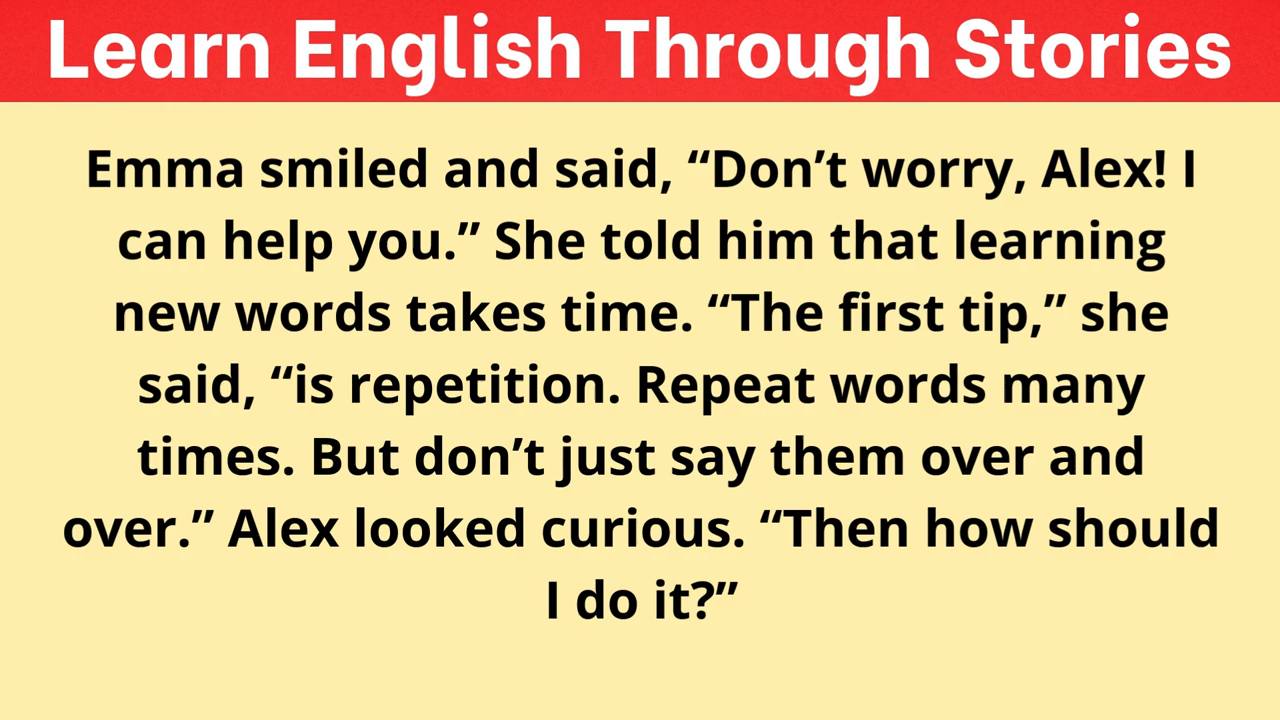 Learn English Through Stories
Emma smiled and said, “Don’t worry, Alex! I
can help you.” She told him that learning
new words takes time. “The first tip,” she
said, “is repetition. Repeat words many
times. But don’t just say them over and
over.” Alex looked curious. “Then how should
I do it?”